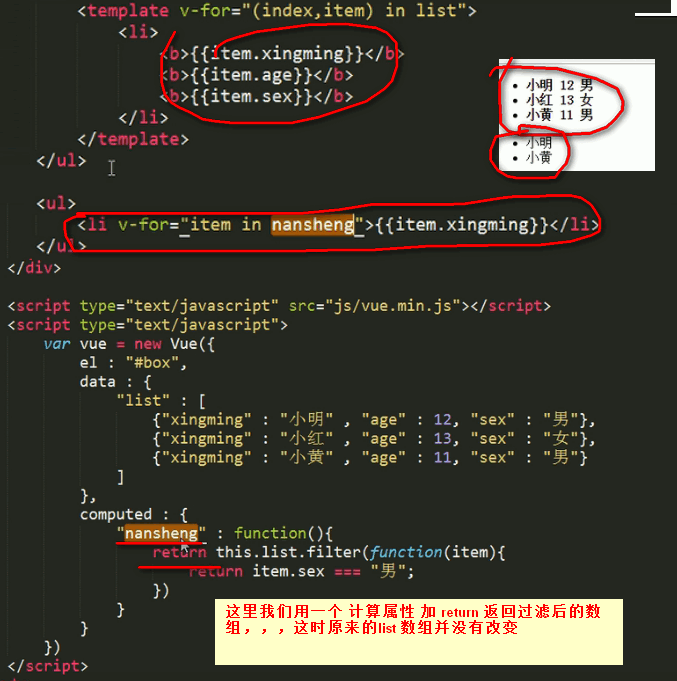 <template v-for="(index,item) in list">
<li>
<b>{{item.xingming}}</b>
<b>{{item.age}}</b>
<b>{{item.sex}}</b>
</li>
</template>
</ul>
小明 12 男
小红 13 女
小黄 11 男
小明
小黄
<ul>
<li v-for="item in nansheng">{{item.xingming}}</li>
</ul>
</div>
<script type="text/javascript" src="js/vue.min.js"></script>
<script type="text/javascript">
var vue = new Vue({
el : "#box",
data : {
"list" : [
{"xingming" : "小明" , "age" : 12, "sex" : "男"},
{"xingming" : "小红" , "age" : 13, "sex" : "女"},
{"xingming" : "小黄" , "age" : 11, "sex" : "男"}
]
},
computed : {
"nansheng" : function(){
return this.list.filter(function(item){
return item.sex === "男";
})
}
}
})
</script>
这里我们用一个 计算属性 加 return 返回过滤后的数
组，，，这时原来的list 数组并没有改变